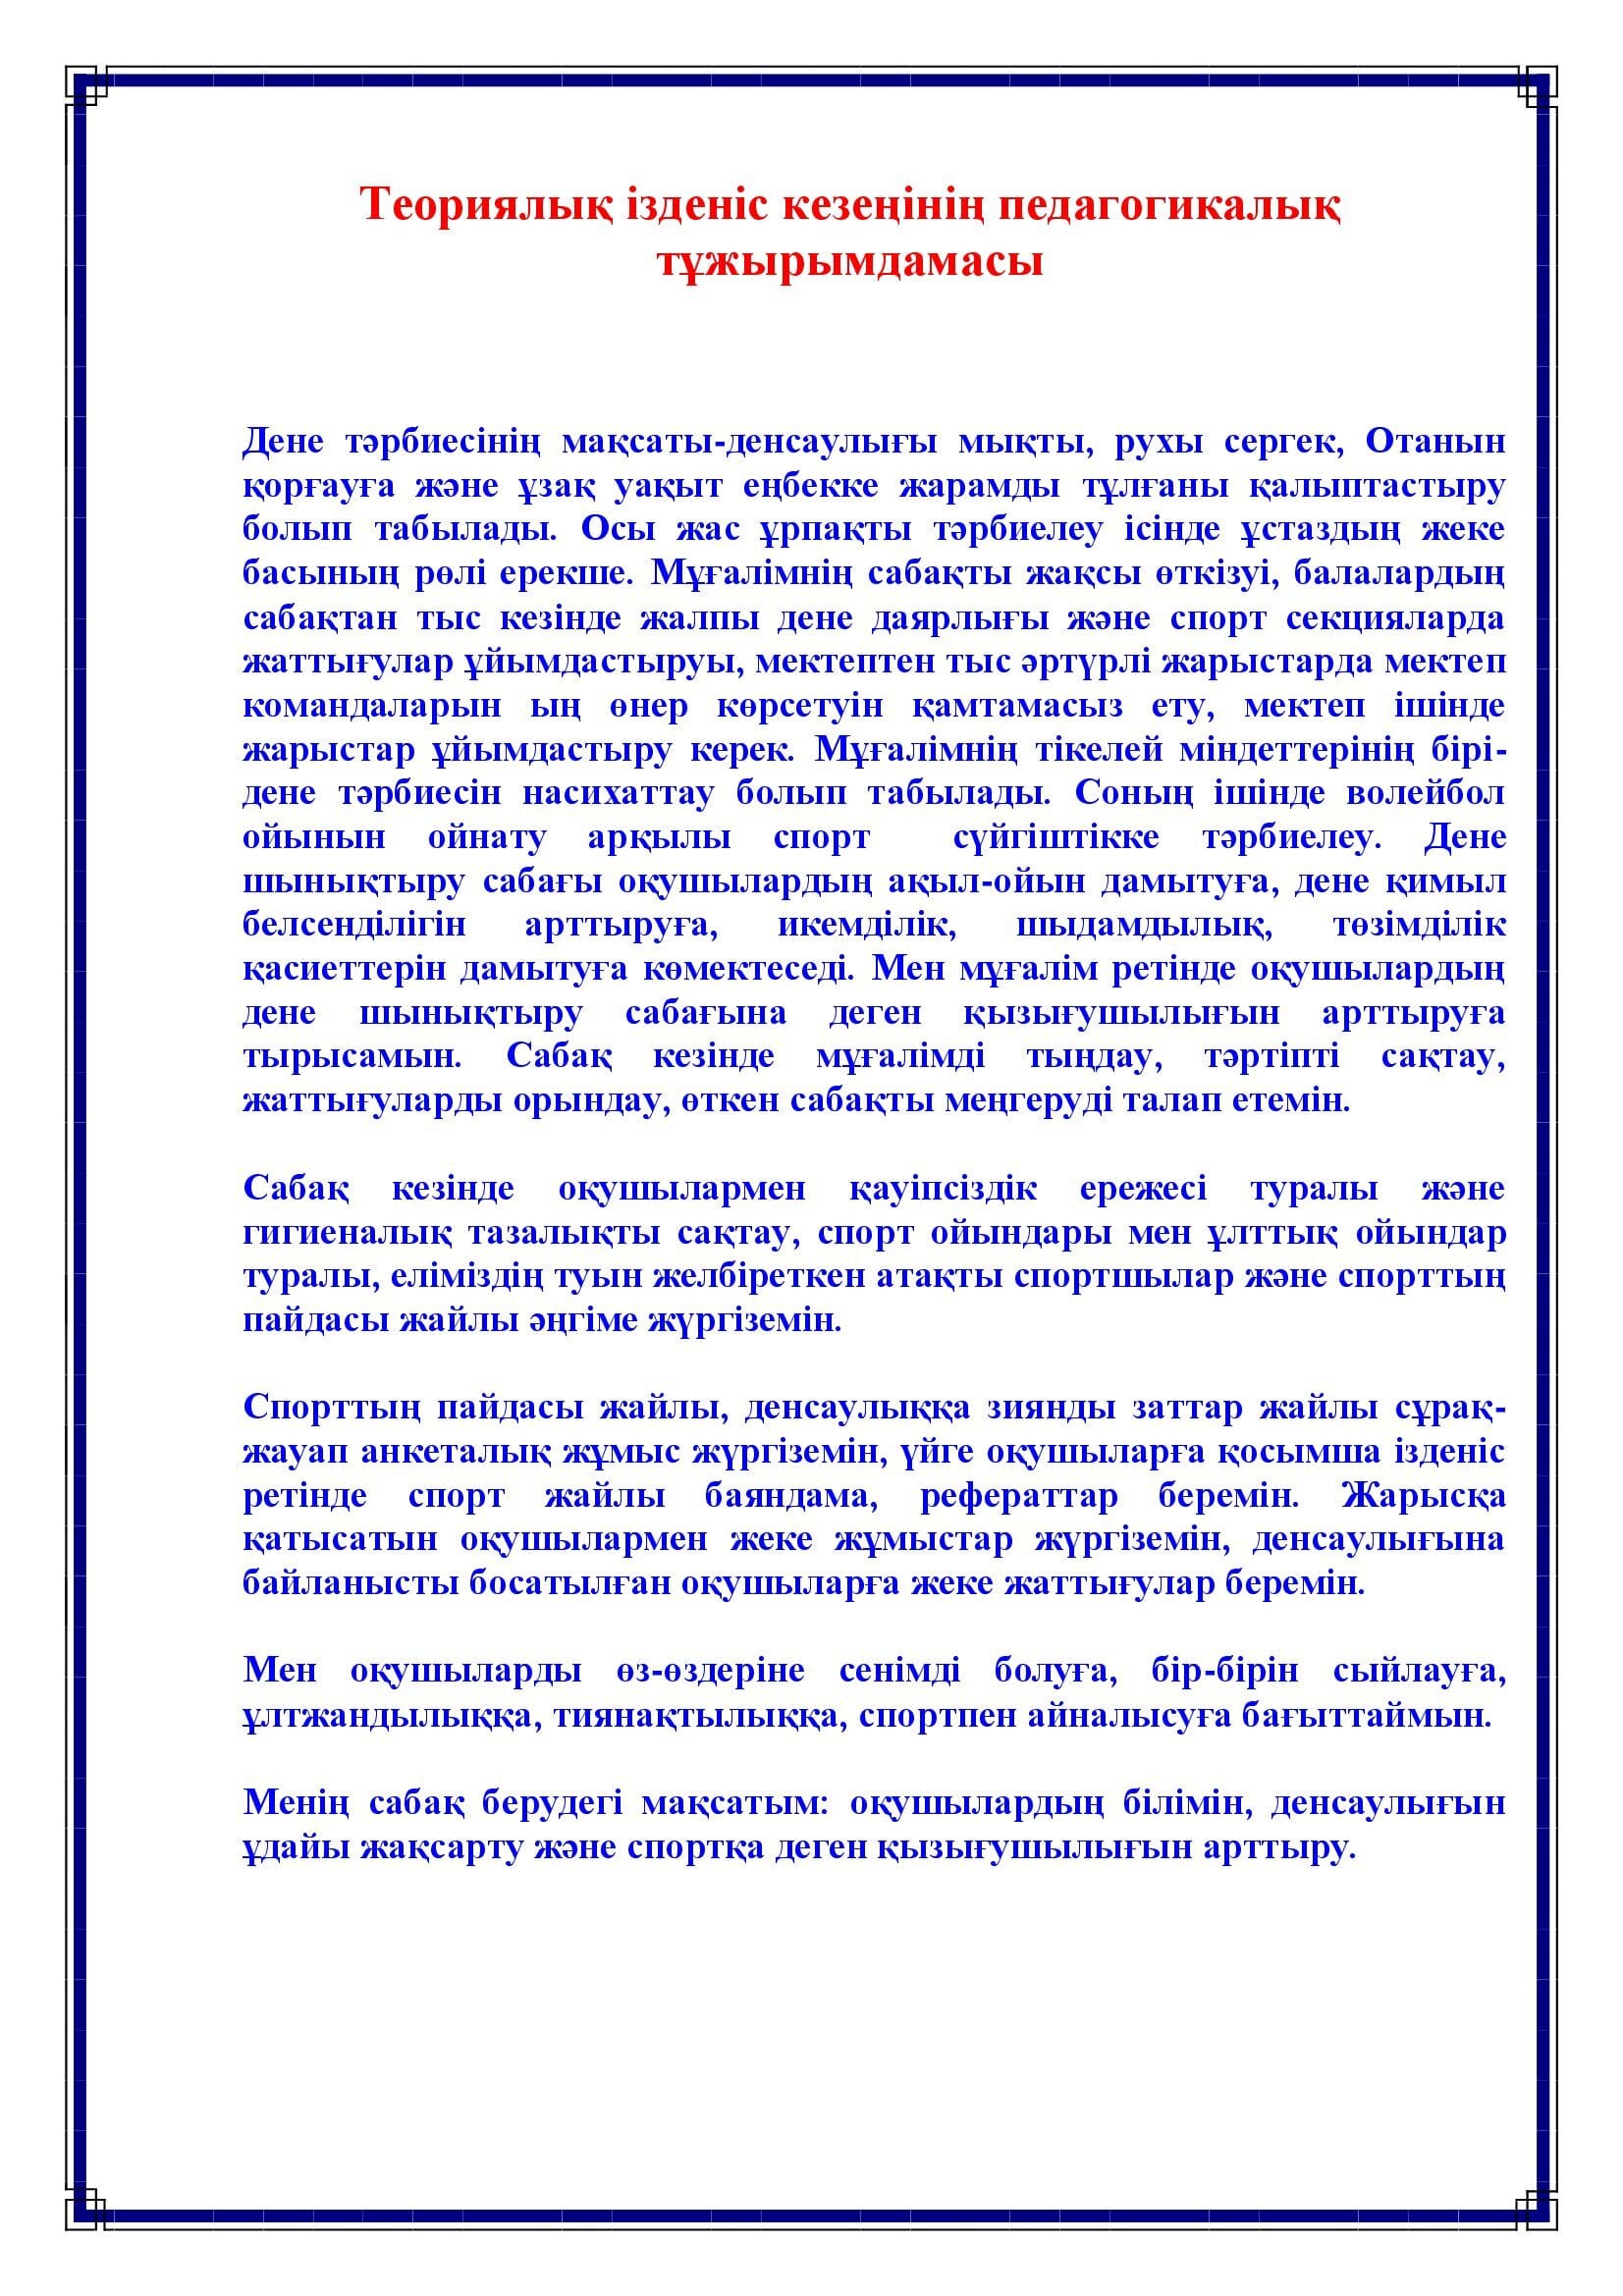 Теориялық ізденіс кезеңінің педагогикалық
тұжырымдамасы
Дене тәрбиесінің мақсаты-денсаулығы мықты, рухы сергек, Отанын
қорғауға және ұзақ уақыт еңбекке жарамды тұлғаны қалыптастыру
болып табылады. Осы жас ұрпақты тәрбиелеу ісінде ұстаздың жеке
басының рөлі ерекше. Мұғалімнің сабақты жақсы өткізуі, балалардың
сабақтан тыс кезінде жалпы дене даярлығы және спорт секцияларда
жаттығулар ұйымдастыруы, мектептен тыс әртүрлі жарыстарда мектеп
командаларын ың өнер көрсетуін қамтамасыз ету, мектеп ішінде
жарыстар ұйымдастыру керек. Мұғалімнің тікелей міндеттерінің бірі-
дене тәрбиесін насихаттау болып табылады. Соның ішінде волейбол
ойынын ойнату арқылы спорт сүйгіштікке тәрбиелеу. Дене
шынықтыру сабағы оқушылардың ақыл-ойын дамытуға, дене қимыл
белсенділігін арттыруға, икемділік, шыдамдылық, төзімділік
қасиеттерін дамытуға көмектеседі. Мен мұғалім ретінде оқушылардың
дене шынықтыру сабағына деген қызығушылығын арттыруға
тырысамын. Сабақ кезінде мұғалімді тыңдау, тәртіпті сақтау,
жаттығуларды орындау, өткен сабақты меңгеруді талап етемін.
Сабақ кезінде оқушылармен қауіпсіздік ережесі туралы және
гигиеналық тазалықты сақтау, спорт ойындары мен ұлттық ойындар
туралы, еліміздің туын желбіреткен атақты спортшылар және спорттың
пайдасы жайлы әңгіме жүргіземін.
Спорттың пайдасы жайлы, денсаулыққа зиянды заттар жайлы сұрақ-
жауап анкеталық жұмыс жүргіземін, үйге оқушыларға қосымша ізденіс
ретінде спорт жайлы баяндама, рефераттар беремін. Жарысқа
қатысатын оқушылармен жеке жұмыстар жүргіземін, денсаулығына
байланысты босатылған оқушыларға жеке жаттығулар беремін.
Мен оқушыларды өз-өздеріне сенімді болуға, бір-бірін сыйлауға,
ұлтжандылыққа, тиянақтылыққа, спортпен айналысуға бағыттаймын.
Менің сабақ берудегі мақсатым: оқушылардың білімін, денсаулығын
ұдайы жақсарту және спортқа деген қызығушылығын арттыру.